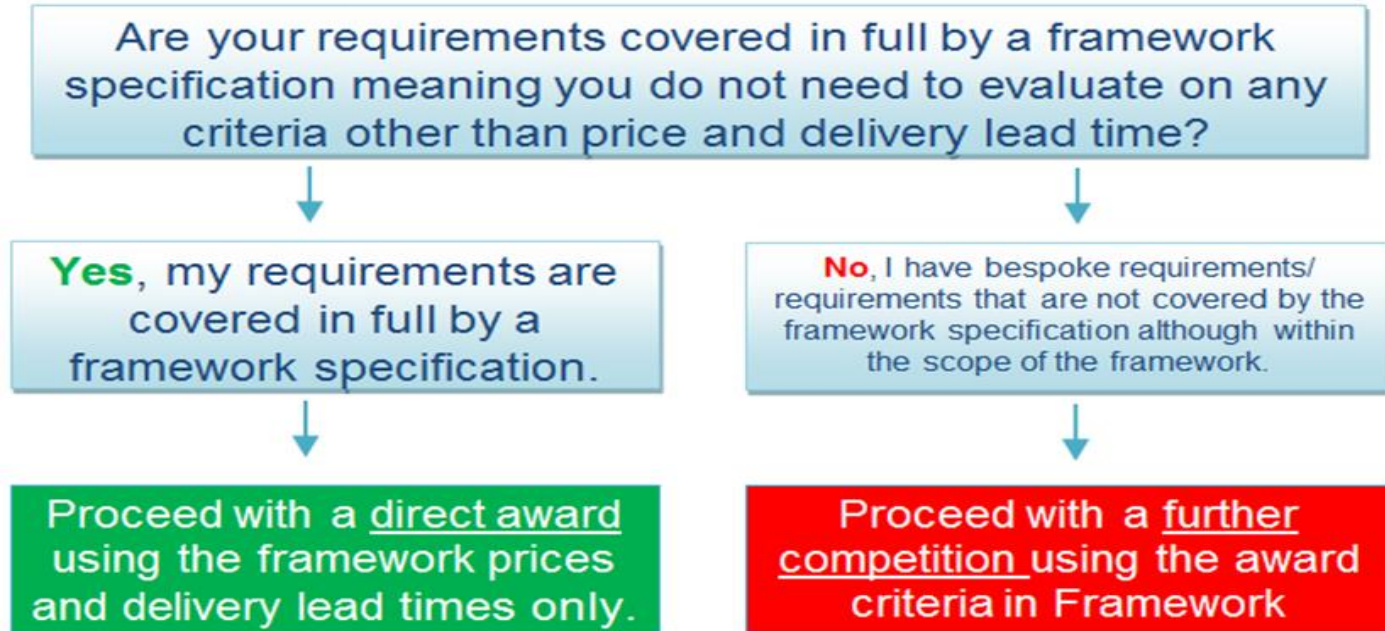 Are your requirements covered in full by a framework
specification meaning you do not need to evaluate on any
criteria other than price and delivery lead time?
Yes, my requirements are
covered in full by a
framework specification.
No, I have bespoke requirements/
requirements that are not covered by the
framework specification although within
the scope of the framework.
Proceed with a direct award
using the framework prices
and delivery lead times only.
Proceed with a further
competition using the award
criteria in Framework